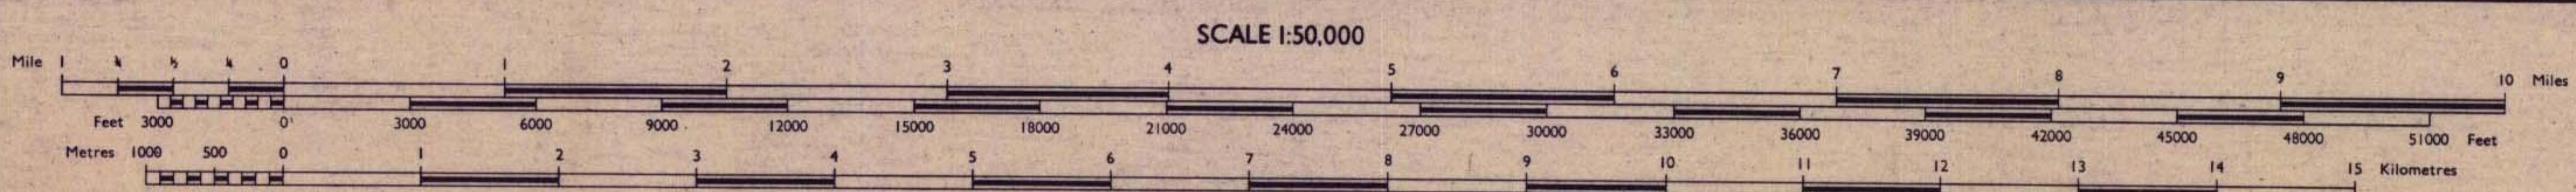 SCALE 1:50,000
Mile 1 ¾ ½ ¼ 0 1 2 3 4 5 6 7 8 9 10 Miles
Feet 3000 0 3000 6000 9000 12000 15000 18000 21000 24000 27000 30000 33000 36000 39000 42000 45000 48000 51000 Feet
Metres 1000 500 0 1 2 3 4 5 6 7 8 9 10 11 12 13 14 15 Kilometres